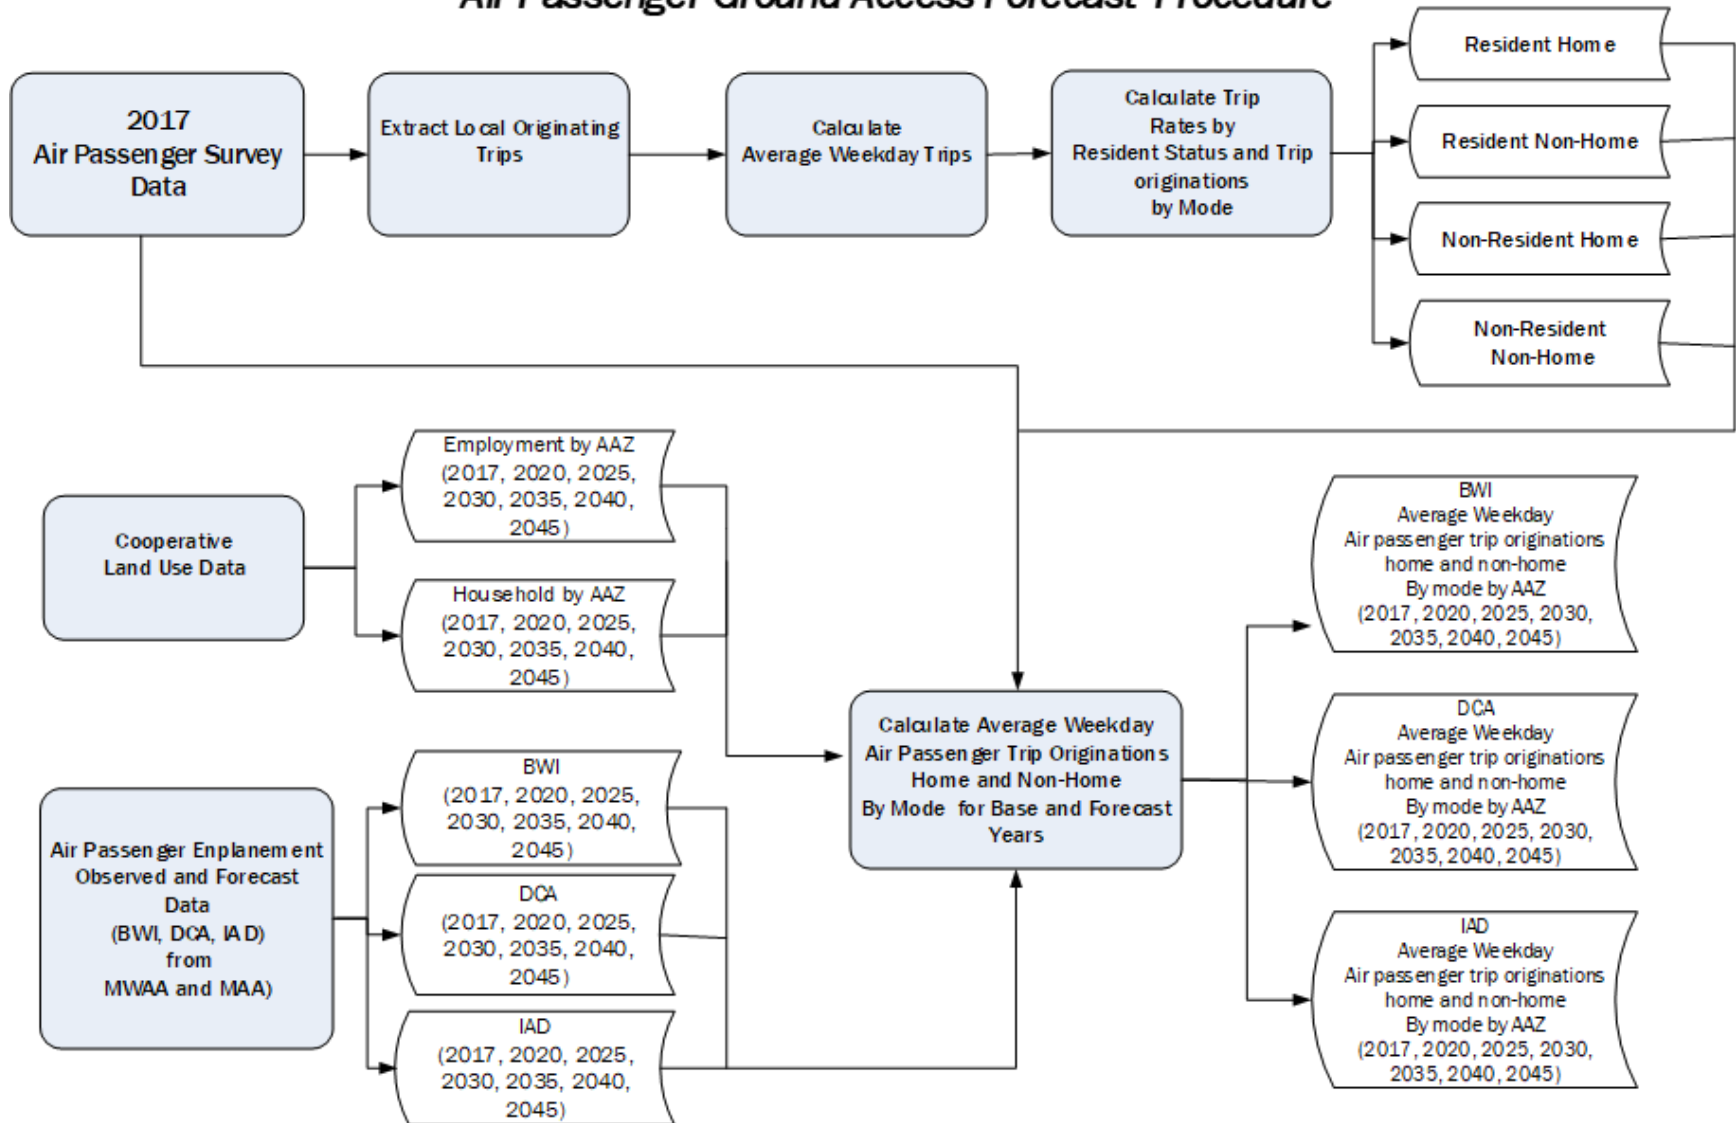 Air Passenger Ground Access Forecast Procedure
2017
Air Passenger Survey
Data
Extract Local Originating
Trips
Calculate
Average Weekday Trips
Calculate Trip
Rates by
Resident Status and Trip
originations
by Mode
Resident Home
Resident Non-Home
Non-Resident Home
Non-Resident
Non-Home
Cooperative
Land Use Data
Employment by AAZ
(2017, 2020, 2025,
2030, 2035, 2040,
2045)
Household by AAZ
(2017, 2020, 2025,
2030, 2035, 2040,
2045)
Air Passenger Enplanement
Observed and Forecast
Data
(BWI, DCA, IAD)
from
MWAA and MAA)
BWI
(2017, 2020, 2025,
2030, 2035, 2040,
2045)
DCA
(2017, 2020, 2025,
2030, 2035, 2040,
2045)
IAD
(2017, 2020, 2025,
2030, 2035, 2040,
2045)
Calculate Average Weekday
Air Passenger Trip Originations
Home and Non-Home
By Mode for Base and Forecast
Years
BWI
Average Weekday
Air passenger trip originations
home and non-home
By mode by AAZ
(2017, 2020, 2025, 2030,
2035, 2040, 2045)
DCA
Average Weekday
Air passenger trip originations
home and non-home
By mode by AAZ
(2017, 2020, 2025, 2030,
2035, 2040, 2045)
IAD
Average Weekday
Air passenger trip originations
home and non-home
By mode by AAZ
(2017, 2020, 2025, 2030,
2035, 2040, 2045)